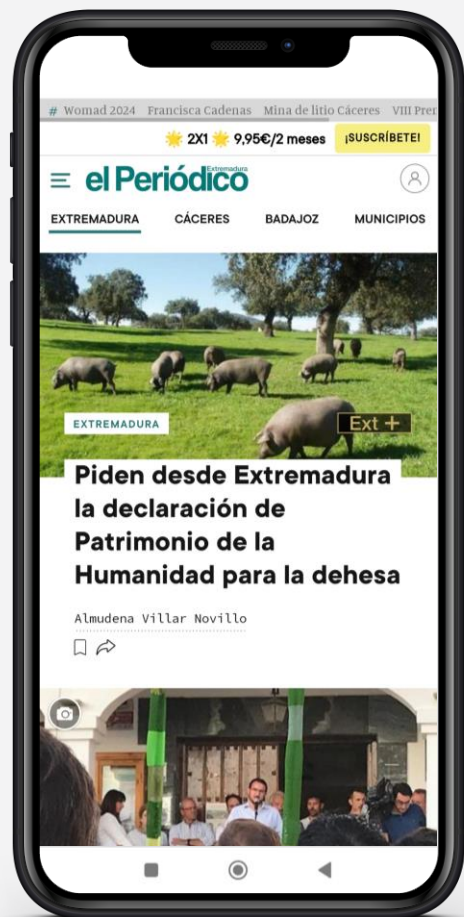 # Womad 2024 Francisca Cadenas Mina de litio Cáceres VIII
2X1 9,95€/2 meses ¡SUSCRÍBETE!
el Periódico Extremadura
EXTREMADURA CÁCERES BADAJOZ MUNICIPIOS
EXTREMADURA
Ext +
Piden desde Extremadura
la declaración de
Patrimonio de la
Humanidad para la dehesa
Almudena Villar Novillo